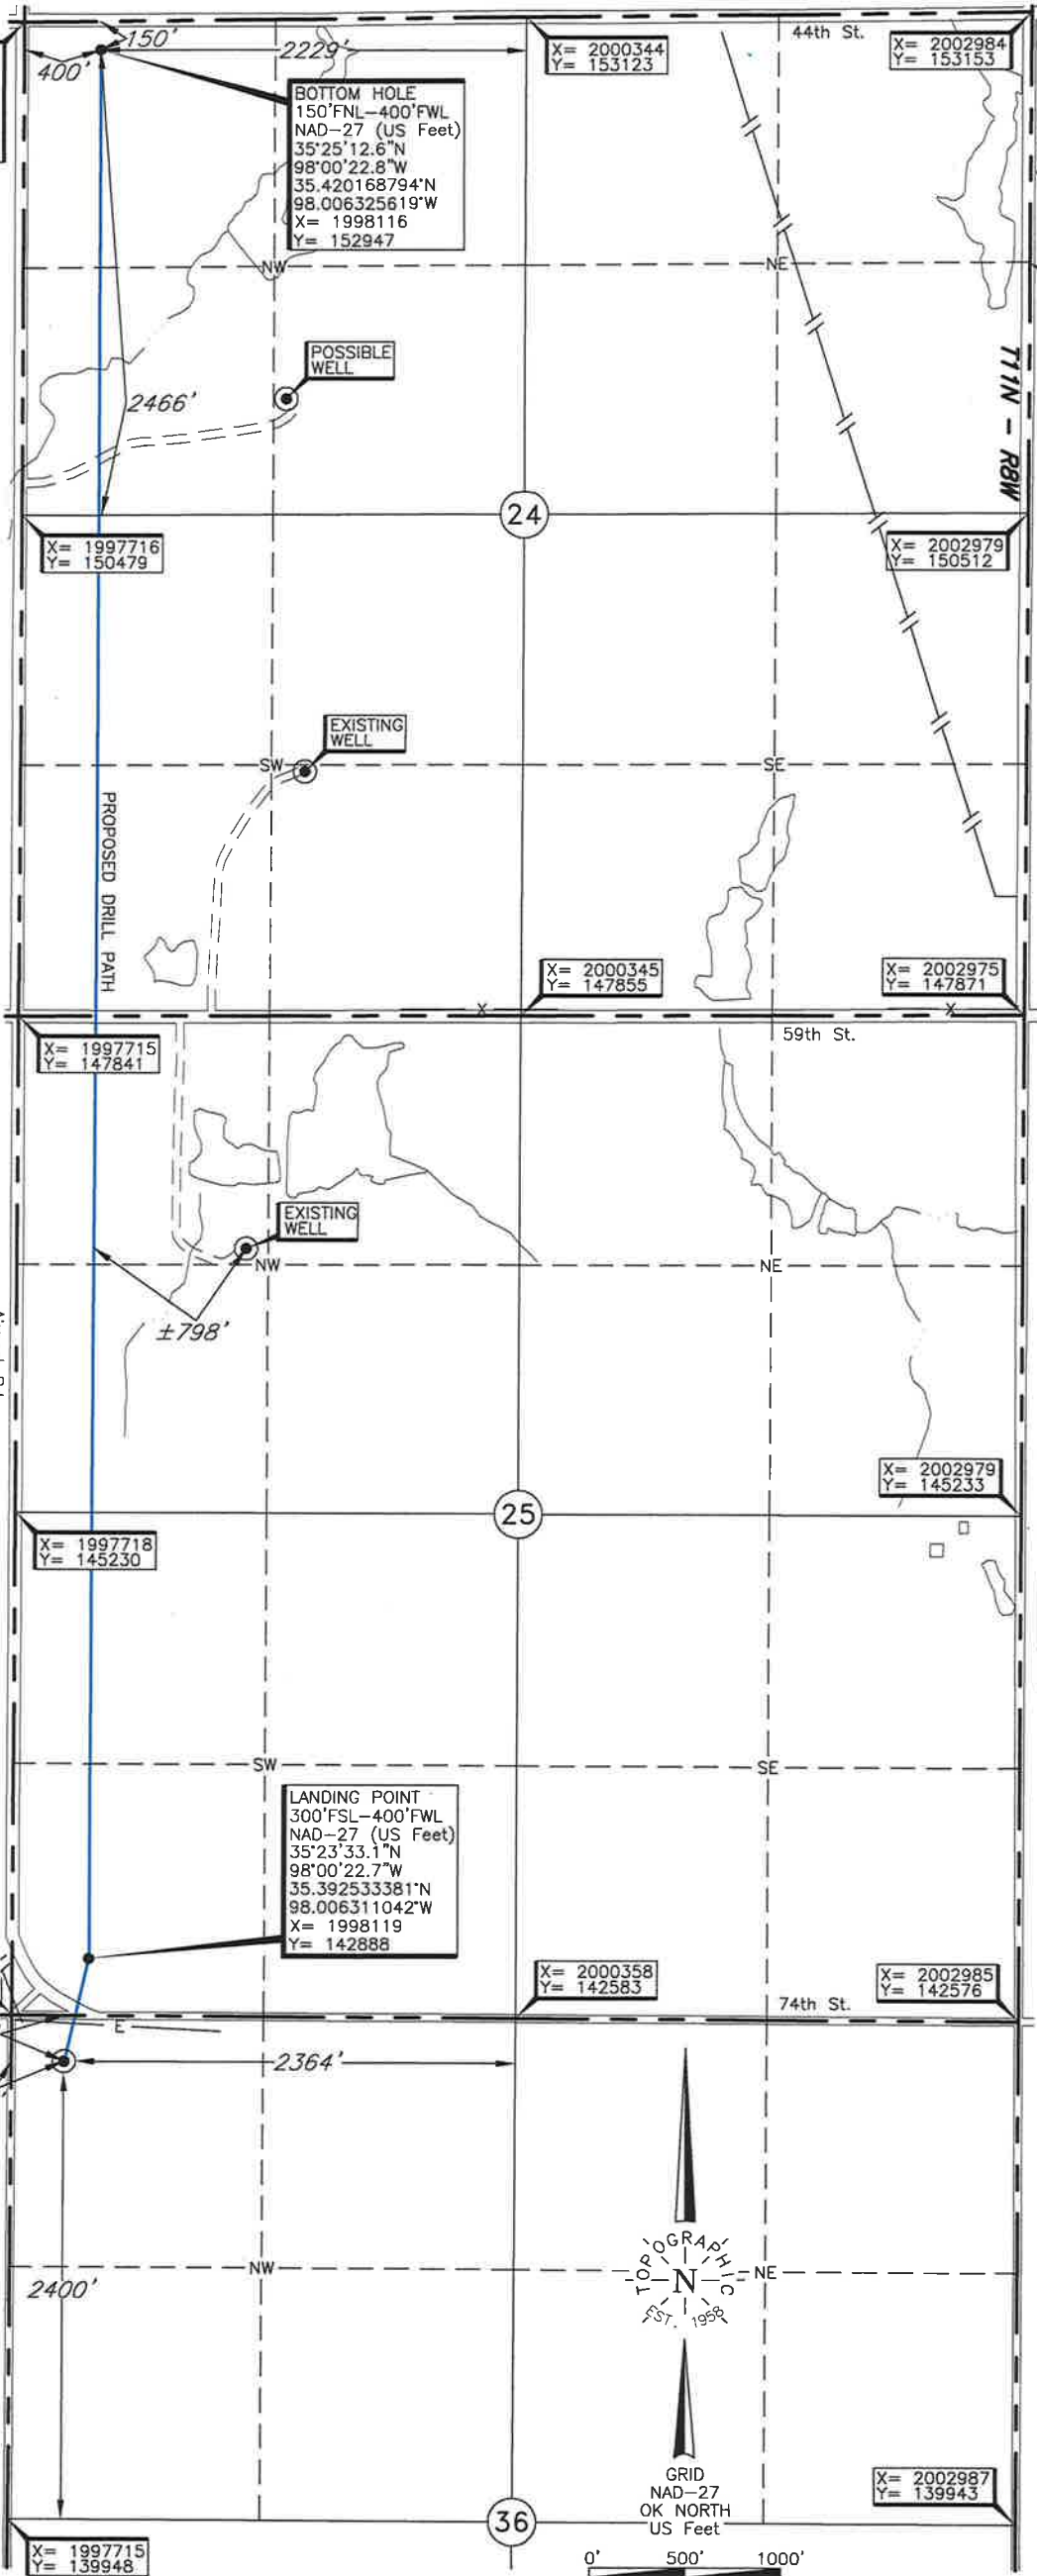 44th St.
150'
400'
2229'
X= 2000344
Y= 153123
X= 2002984
Y= 153153
BOTTOM HOLE
150'FNL-400'FWL
NAD-27 (US Feet)
35°25'12.6"N
98°00'22.8"W
35.420168794°N
98.006325619°W
X= 1998116
Y= 152947
NW
NE
POSSIBLE
WELL
T11N - R8W
2466'
24
X= 1997716
Y= 150479
X= 2002979
Y= 150512
EXISTING
WELL
SW
SE
PROPOSED DRILL PATH
X= 2000345
Y= 147855
X= 2002975
Y= 147871
X
X
59th St.
X= 1997715
Y= 147841
EXISTING
WELL
NW
NE
±798'
X= 2002979
Y= 145233
25
X= 1997718
Y= 145230
SW
SE
LANDING POINT
300'FSL-400'FWL
NAD-27 (US Feet)
35°23'33.1"N
98°00'22.7"W
35.392533381°N
98.006311042°W
X= 1998119
Y= 142888
X= 2000358
Y= 142583
X= 2002985
Y= 142576
74th St.
E
2364'
NW
NE
2400'
TOPOGRAPHIC
N
EST. 1958
GRID
NAD-27
OK NORTH
US Feet
X= 2002987
Y= 139943
36
X= 1997715
Y= 139948
0' 500' 1000'